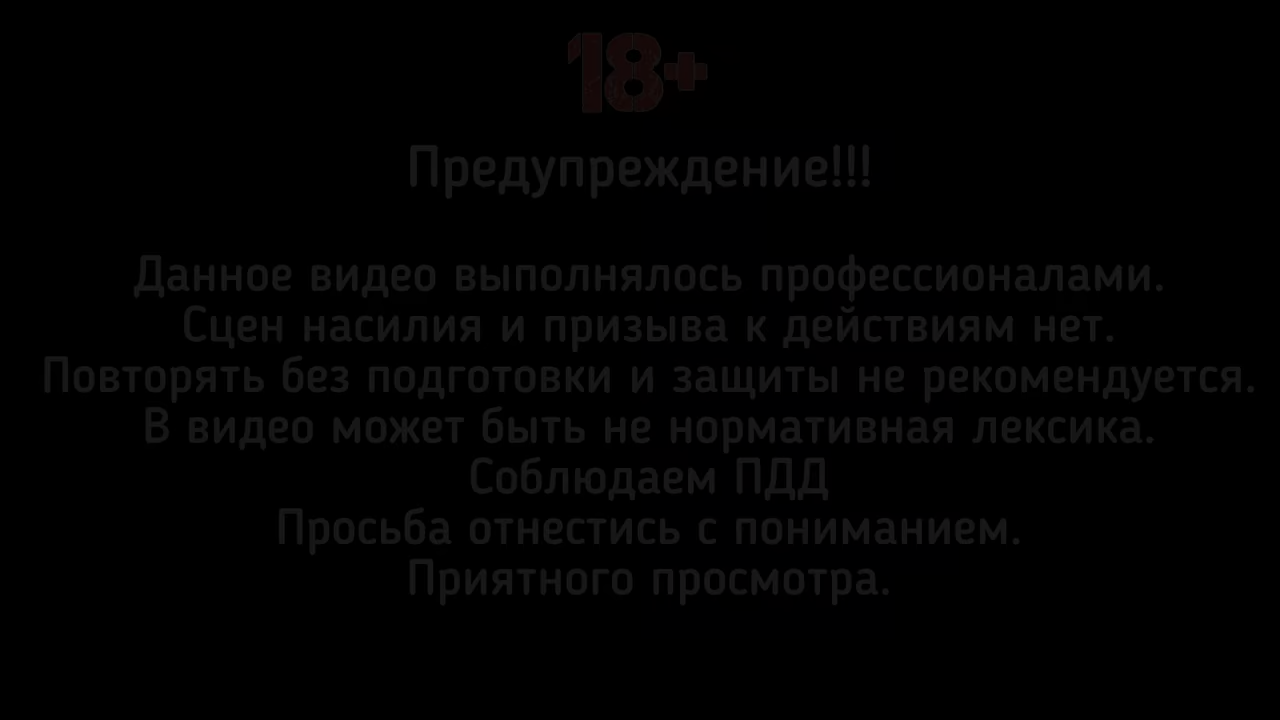 18+
Предупреждение!!!
Данное видео выполнялось профессионалами.
Сцен насилия и призыва к действиям нет.
Повторять без подготовки и защиты не рекомендуется.
В видео может быть не нормативная лексика.
Соблюдаем ПДД
Просьба отнестись с пониманием.
Приятного просмотра.